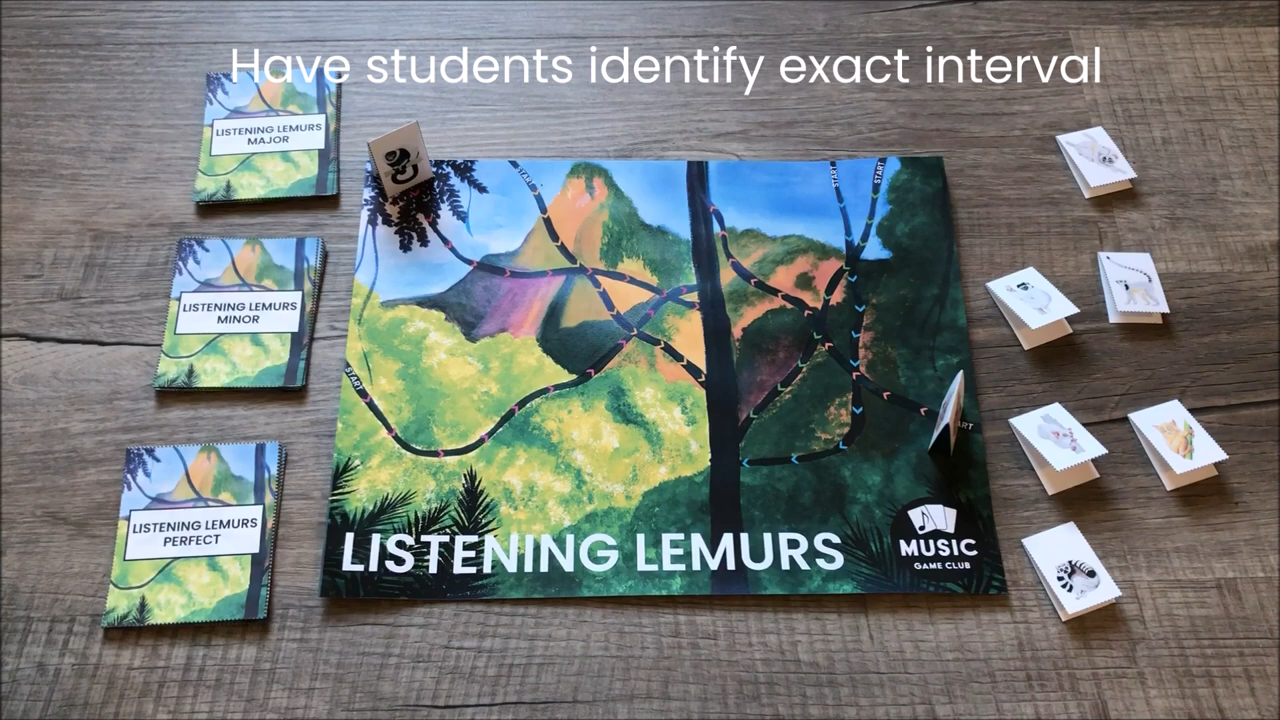 Have students identify exact interval
LISTENING LEMURS
MAJOR
LISTENING LEMURS
MINOR
LISTENING LEMURS
PERFECT
START
START
START
START
ART
LISTENING LEMURS
MUSIC
GAME CLUB